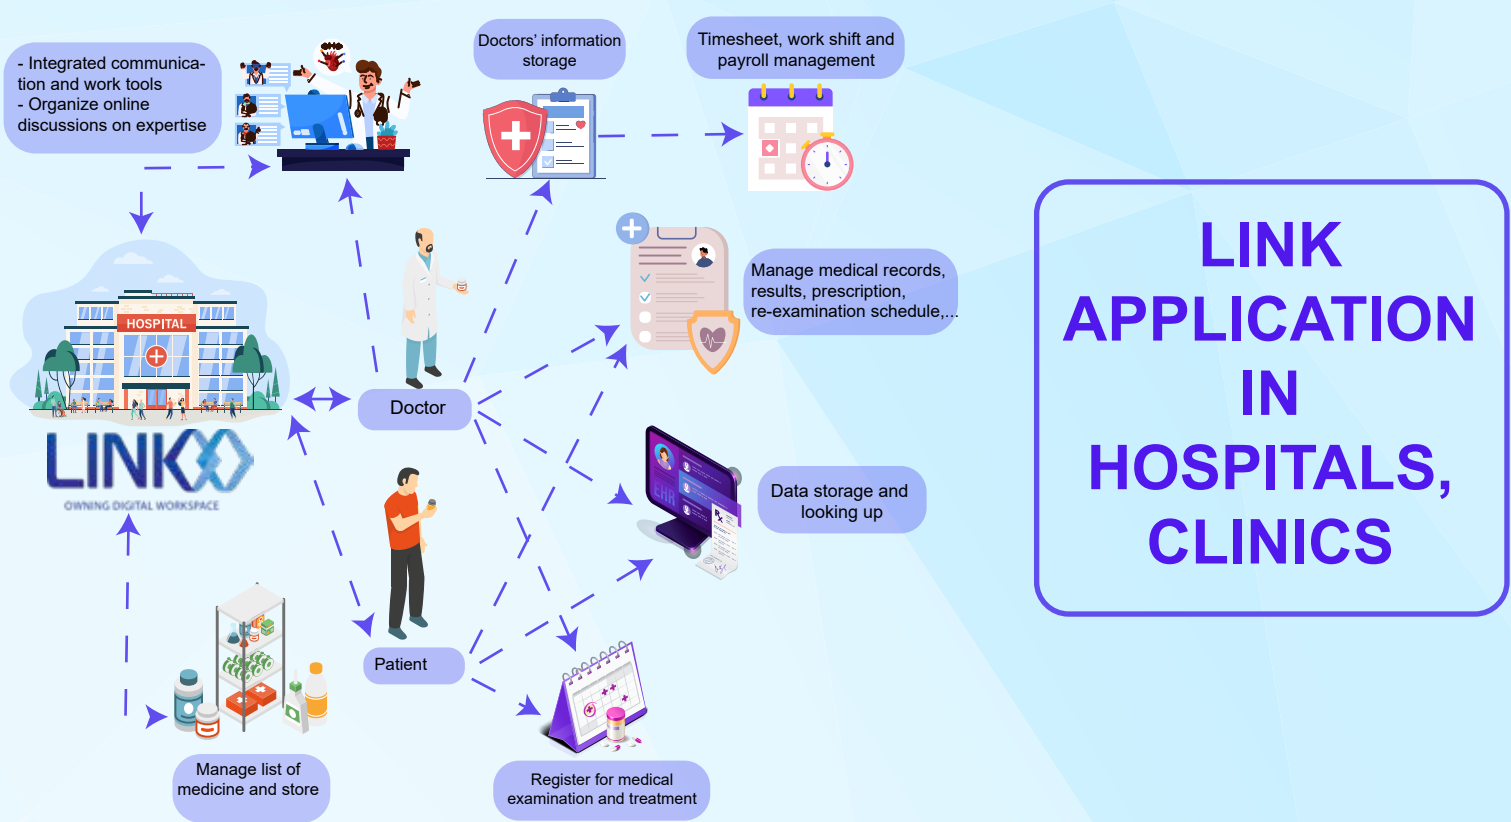 - Integrated communica-
tion and work tools
- Organize online
discussions on expertise
Doctors' information
storage
Timesheet, work shift and
payroll management
LINK
APPLICATION
IN
HOSPITALS,
CLINICS
HOSPITAL
Manage medical records,
results, prescription,
re-examination schedule,...
Doctor
LINK
OWNING DIGITAL WORKSPACE
EHR
Rx
Data storage and
looking up
Patient
Manage list of
medicine and store
Register for medical
examination and treatment